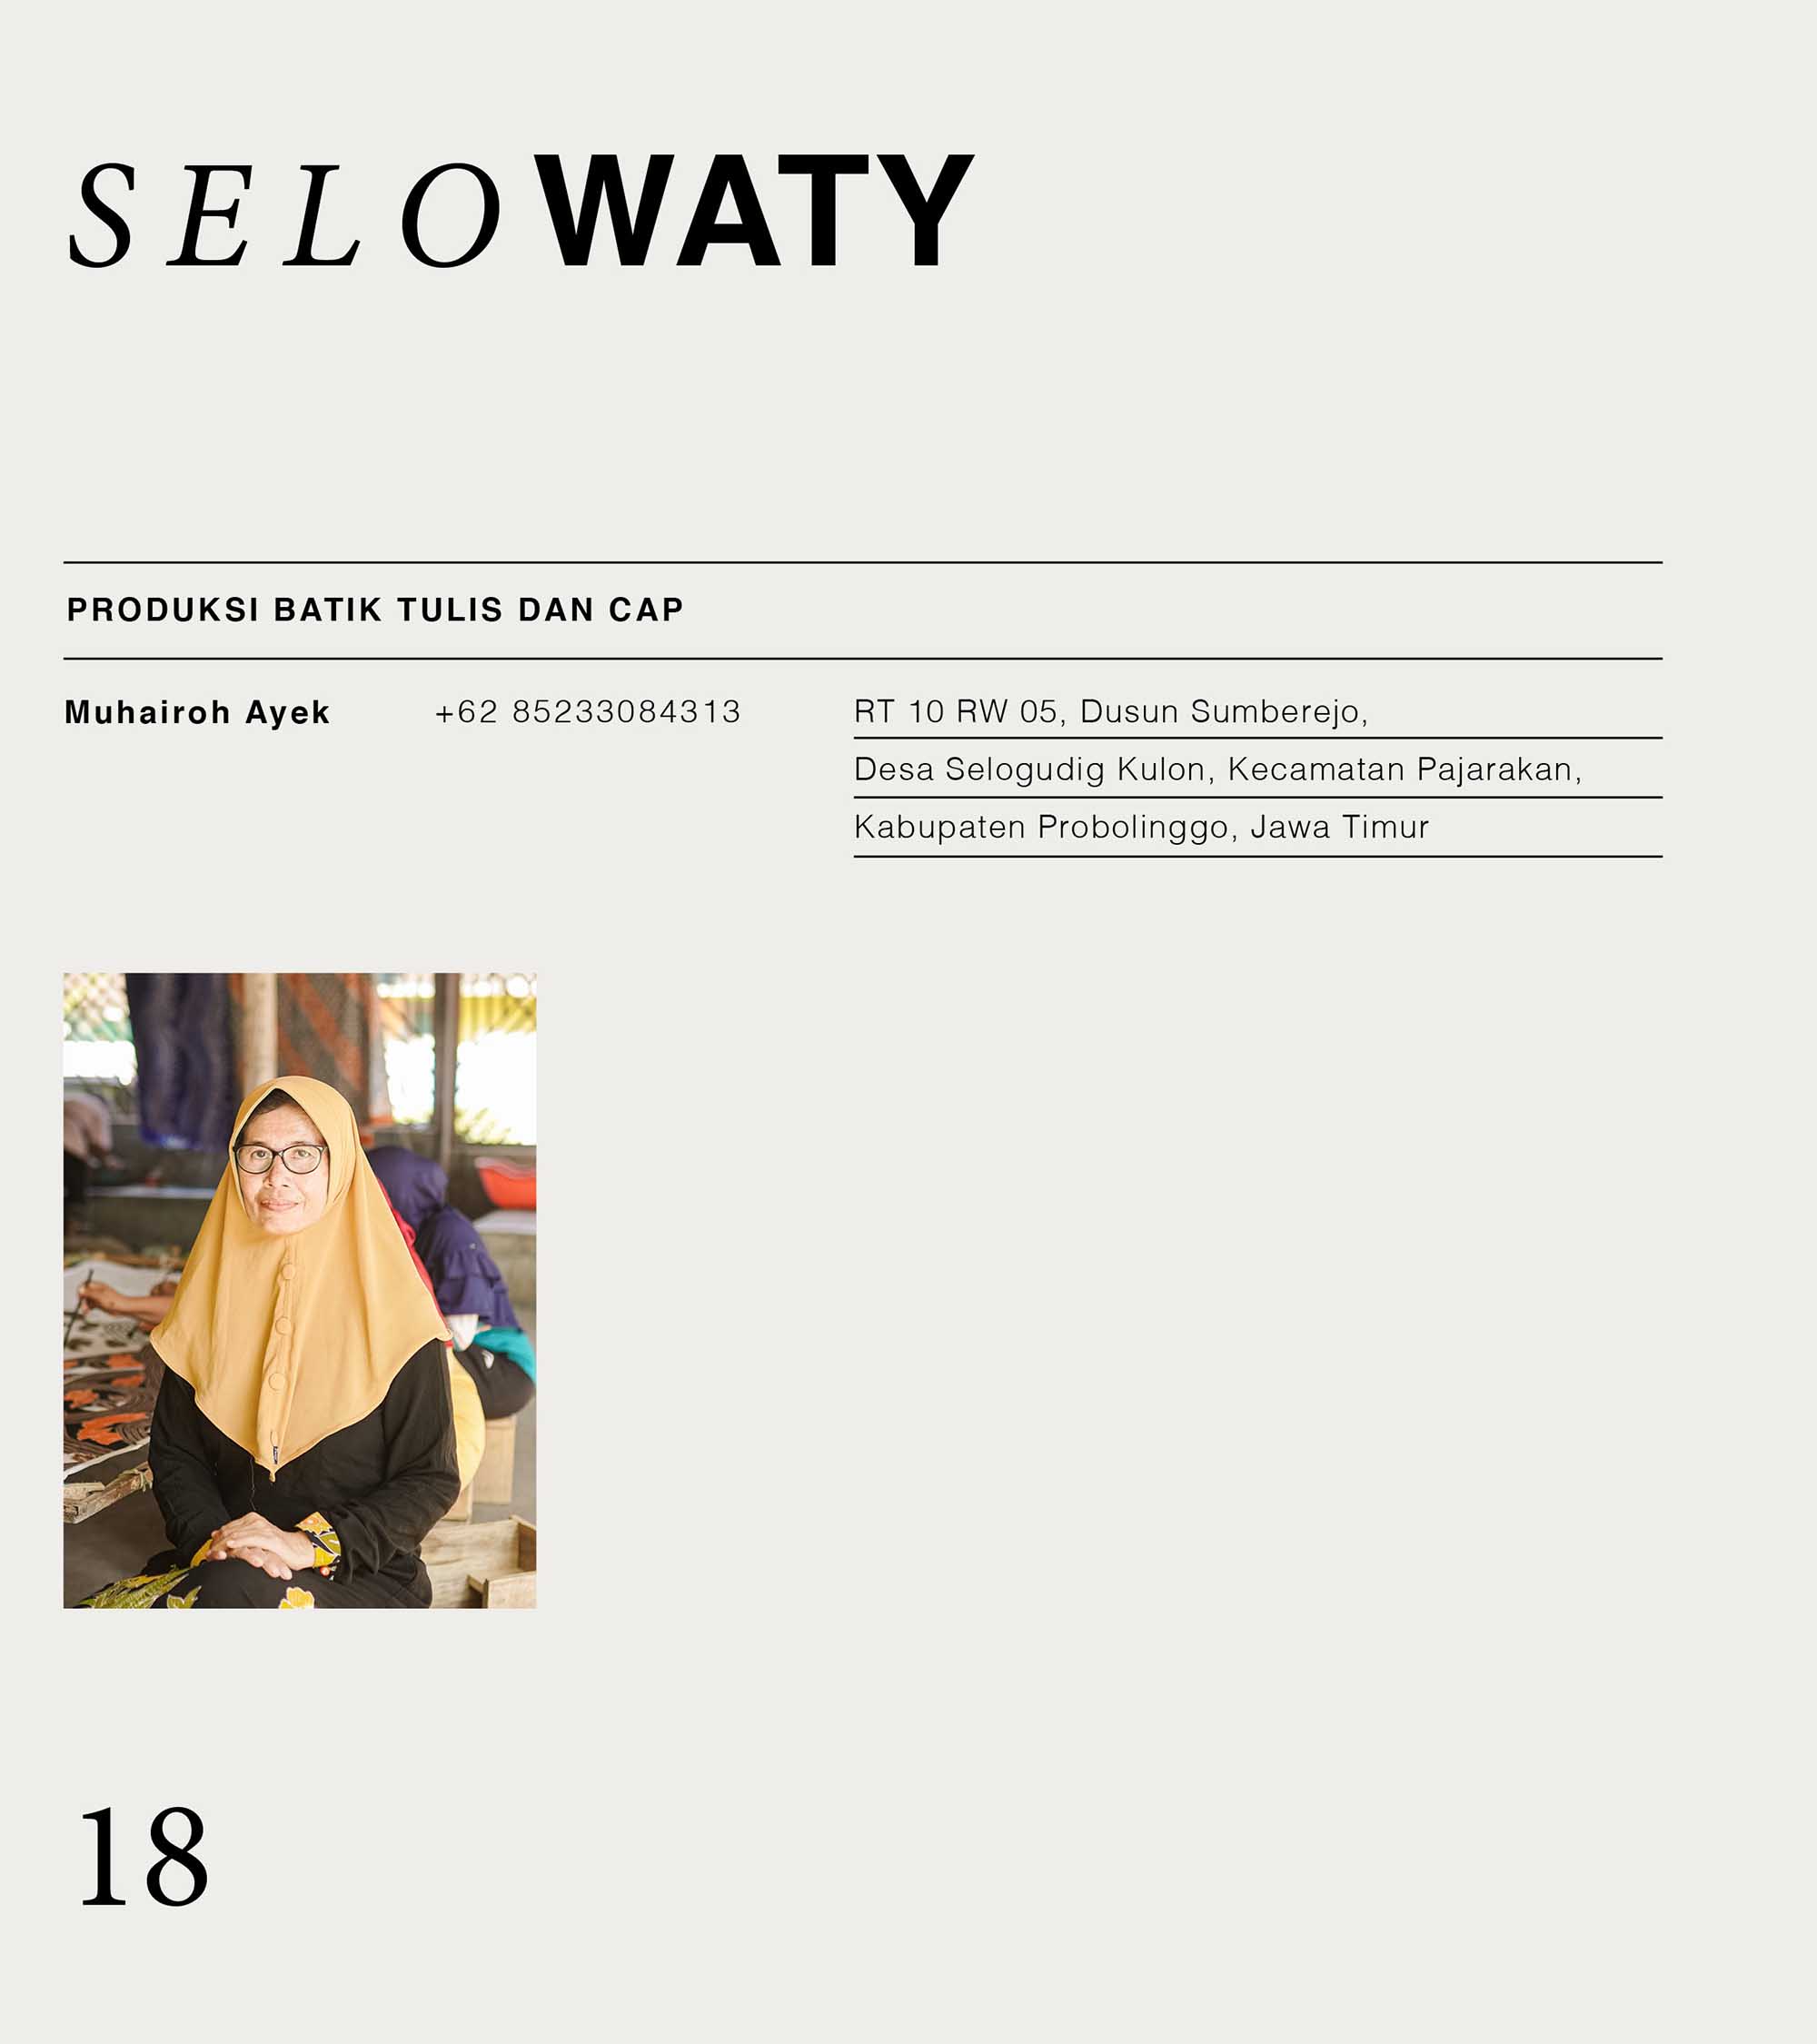 SELOWATY
PRODUKSI BATIK TULIS DAN CAP
Muhairoh Ayek
+62 85233084313
RT 10 RW 05, Dusun Sumberejo,
Desa Selogudig Kulon, Kecamatan Pajarakan,
Kabupaten Probolinggo, Jawa Timur
18